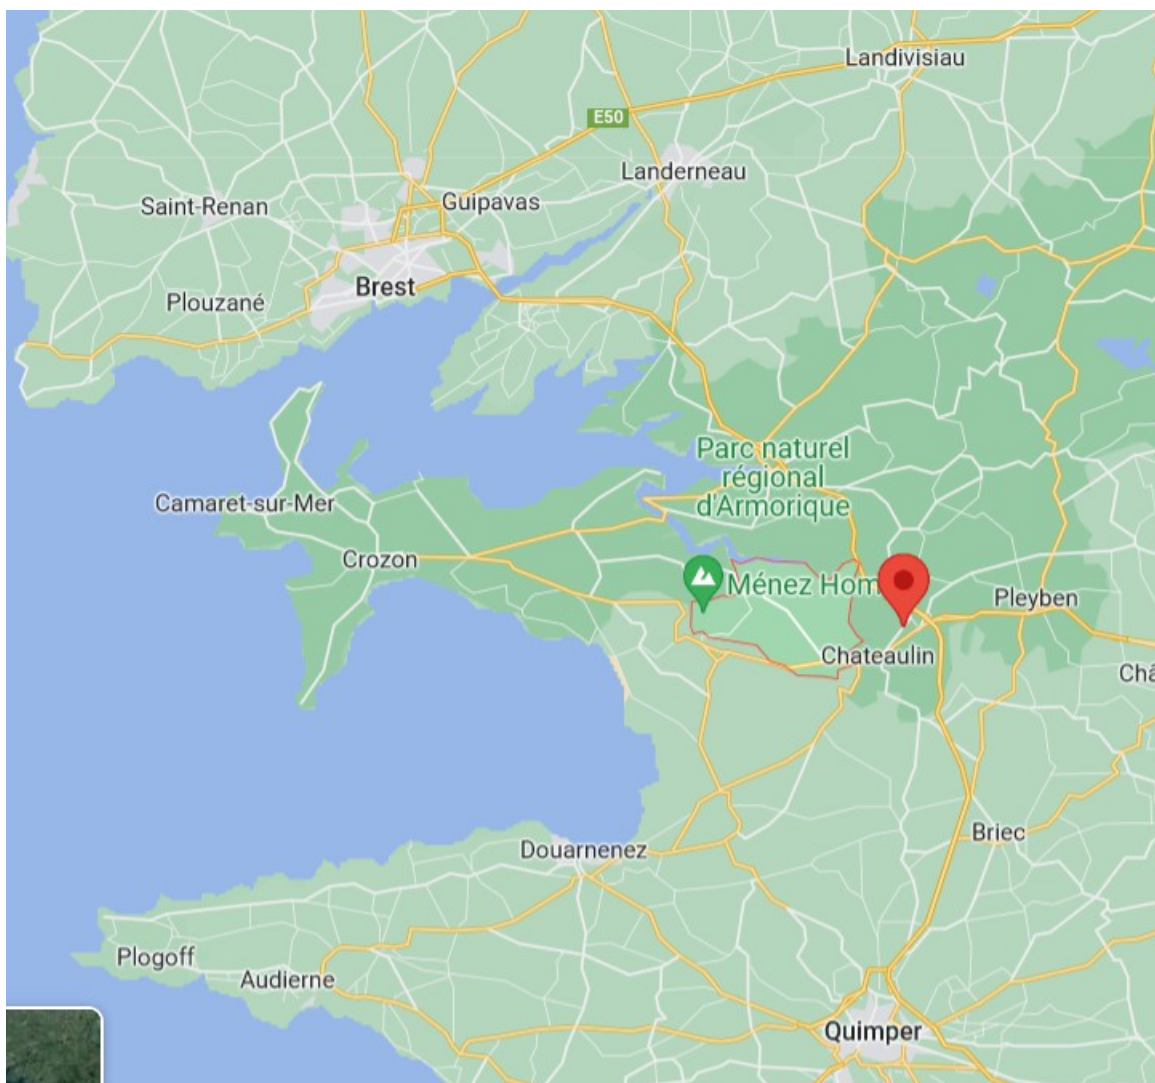 Landivisiau
E50
Landerneau
Saint-Renan
Guipavas
Brest
Plouzané
Parc naturel
régional
d'Armorique
Camaret-sur-Mer
Crozon
Ménez Hom
Pleyben
Chateaulin
Châ
Briec
Douarnenez
Plogoff
Audierne
Quimper